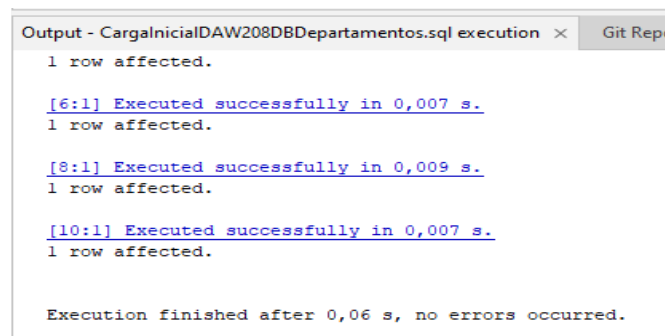 Output - CargaInicialDAW208DBDepartamentos.sql execution × Git Repo
1 row affected.
[6:1] Executed successfully in 0,007 s.
1 row affected.
[8:1] Executed successfully in 0,009 s.
1 row affected.
[10:1] Executed successfully in 0,007 s.
1 row affected.
Execution finished after 0,06 s, no errors occurred.